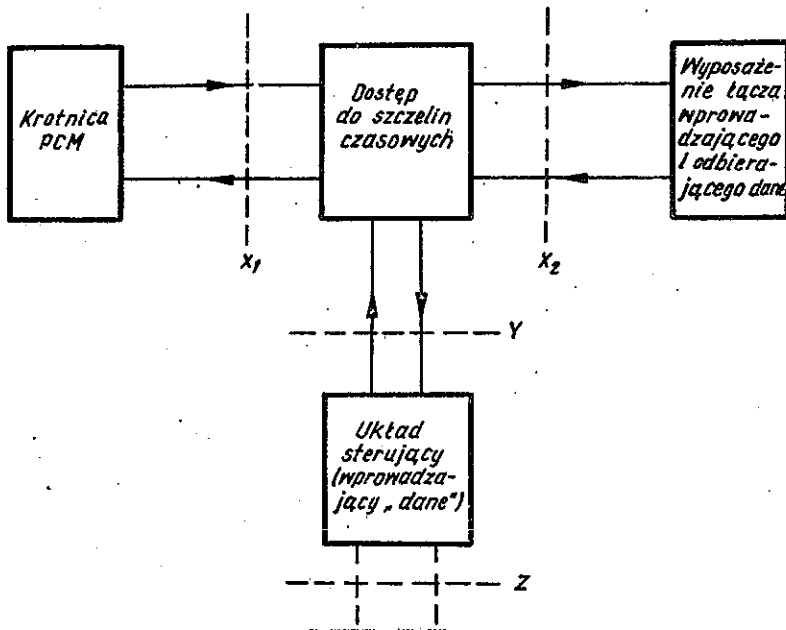 Krotnica
PCM
Dostęp
do szczelin
czasowych
Wyposaże-
nie łącza
wprowa-
dzającego
i odbiera-
jącego dane
X1
X2
Y
Układ
sterujący
(wprowadza-
jący „dane")
Z